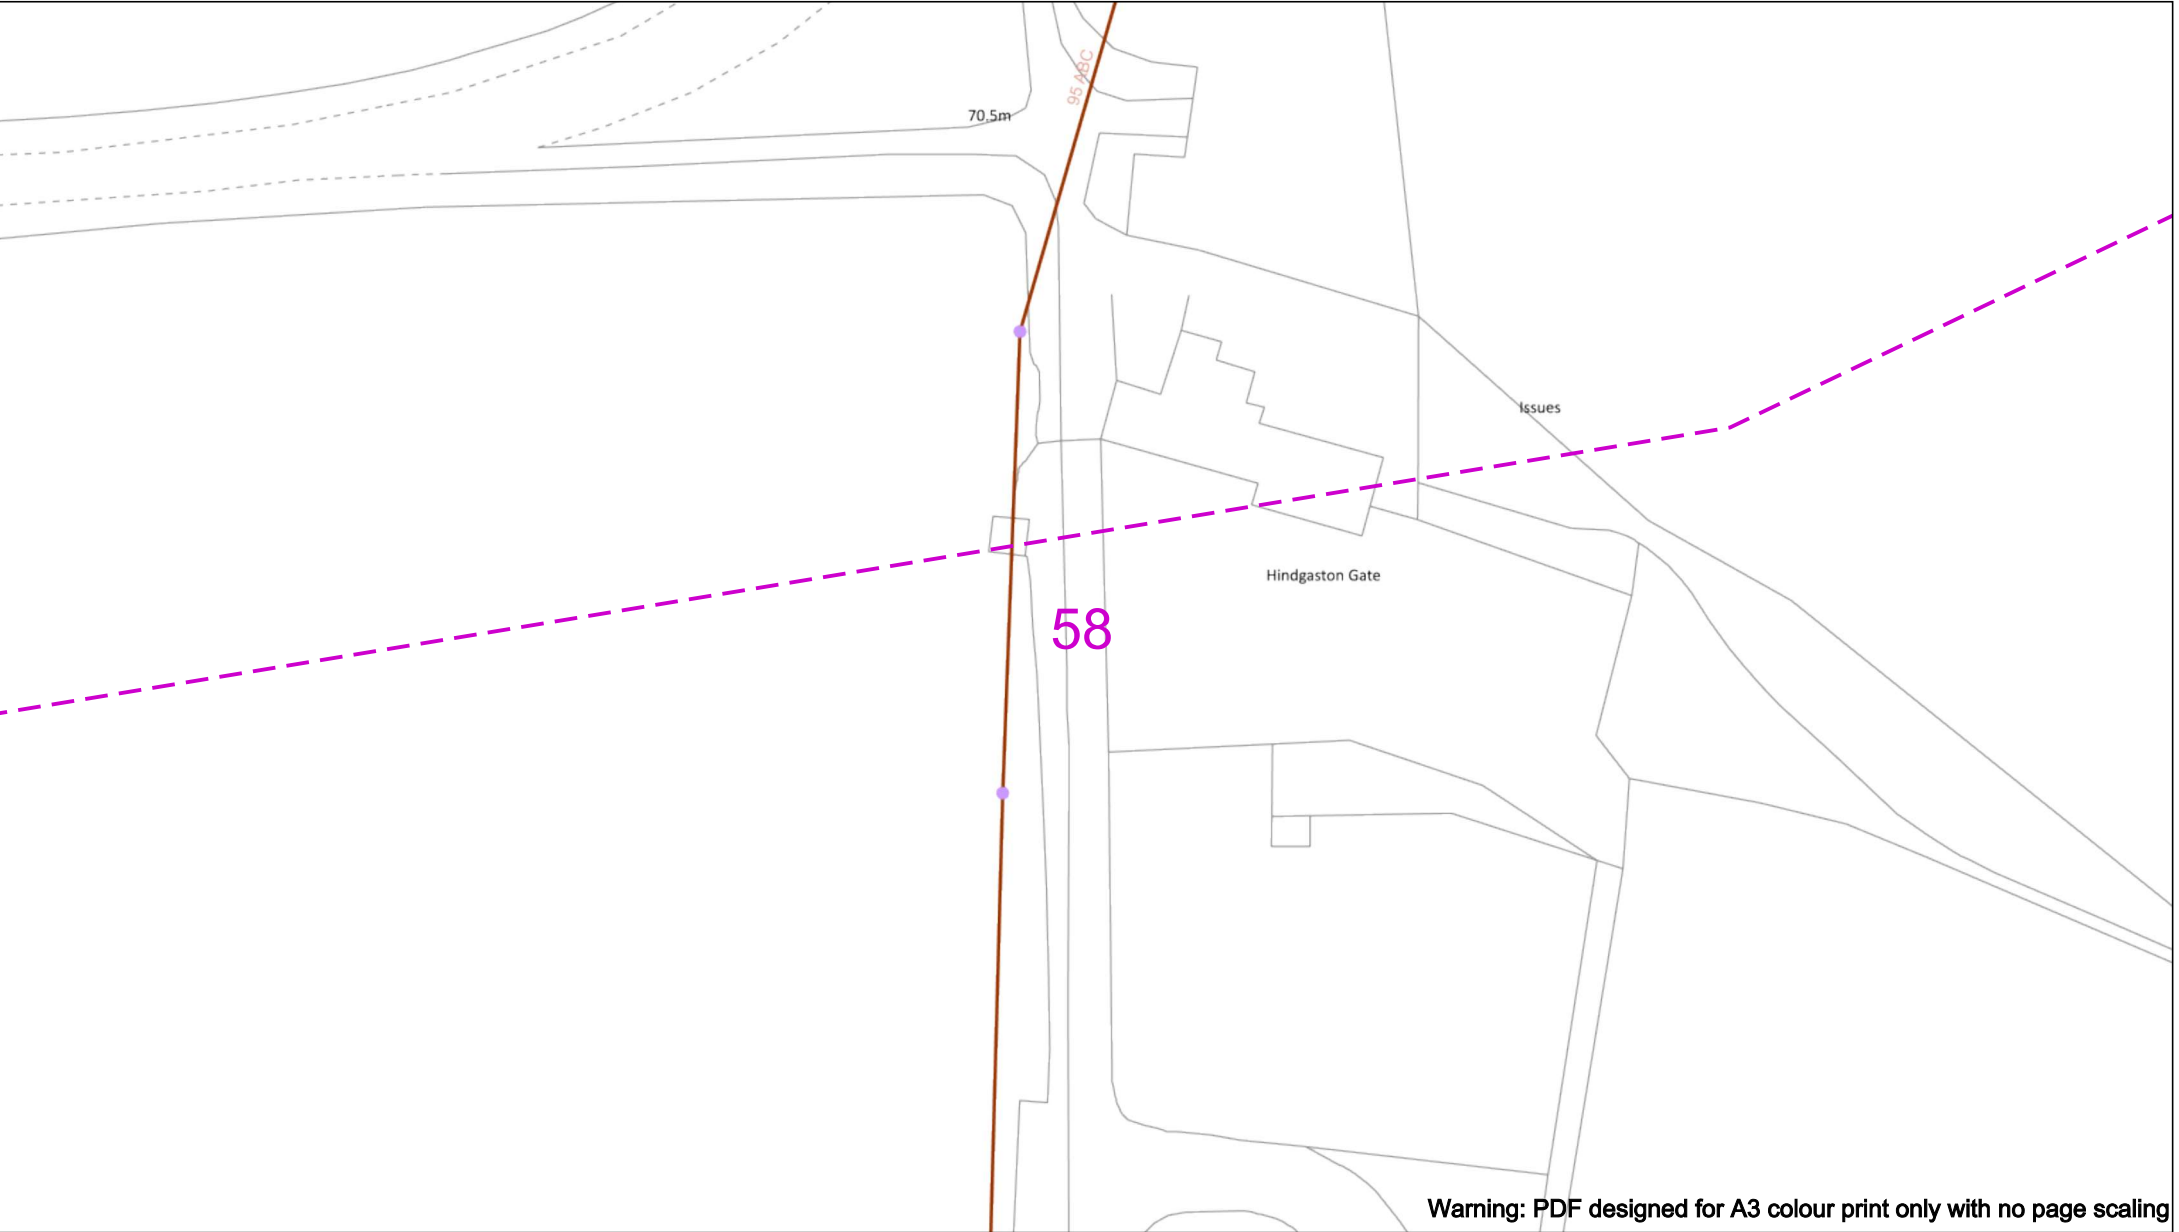 95 ABC
70.5m
Issues
Hindgaston Gate
58
Warning: PDF designed for A3 colour print only with no page scaling